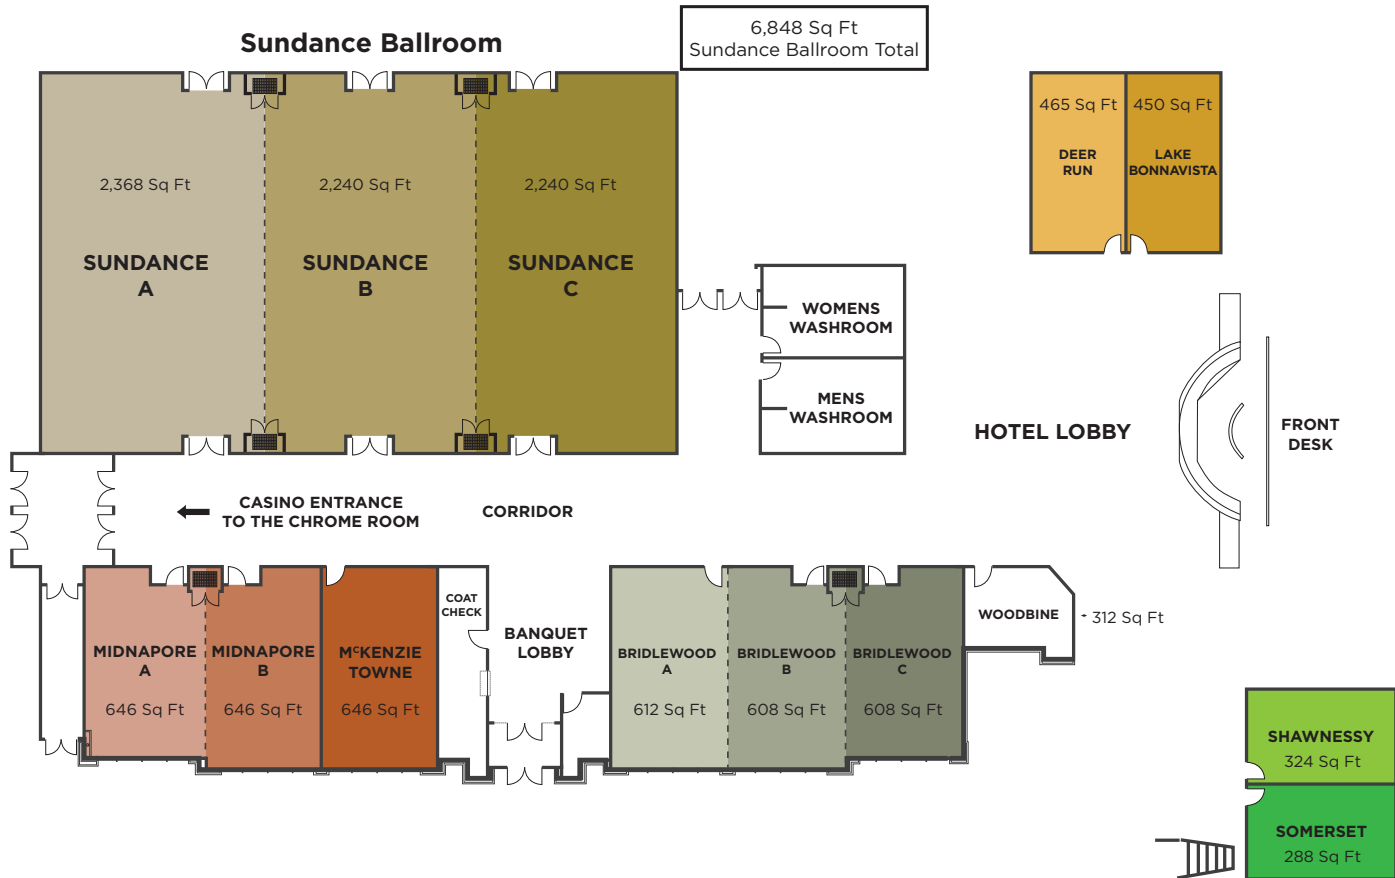 Sundance Ballroom
6,848 Sq Ft
Sundance Ballroom Total
2,368 Sq Ft
SUNDANCE
A
2,240 Sq Ft
SUNDANCE
B
2,240 Sq Ft
SUNDANCE
C
465 Sq Ft
DEER
RUN
450 Sq Ft
LAKE
BONNAVISTA
WOMENS
WASHROOM
MENS
WASHROOM
HOTEL LOBBY
FRONT
DESK
CASINO ENTRANCE
TO THE CHROME ROOM
CORRIDOR
MIDNAPORE
A
646 Sq Ft
MIDNAPORE
B
646 Sq Ft
MCKENZIE
TOWNE
646 Sq Ft
COAT
CHECK
BANQUET
LOBBY
BRIDLEWOOD
A
612 Sq Ft
BRIDLEWOOD
B
608 Sq Ft
BRIDLEWOOD
C
608 Sq Ft
WOODBINE
312 Sq Ft
SHAWNESSY
324 Sq Ft
SOMERSET
288 Sq Ft